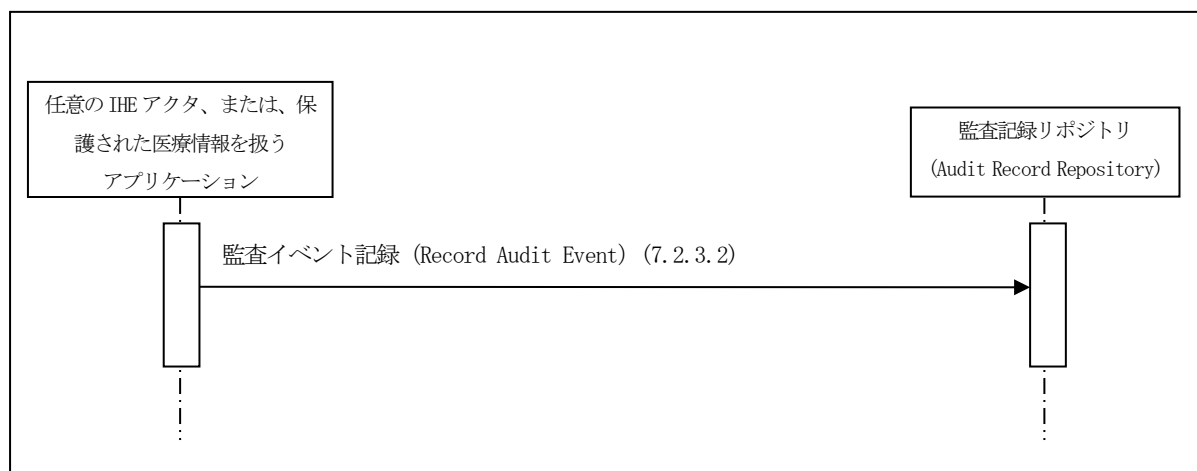 任意の IHE アクタ、または、保
護された医療情報を扱う
アプリケーション
監査記録リポジトリ
(Audit Record Repository)
監査イベント記録 (Record Audit Event) (7.2.3.2)